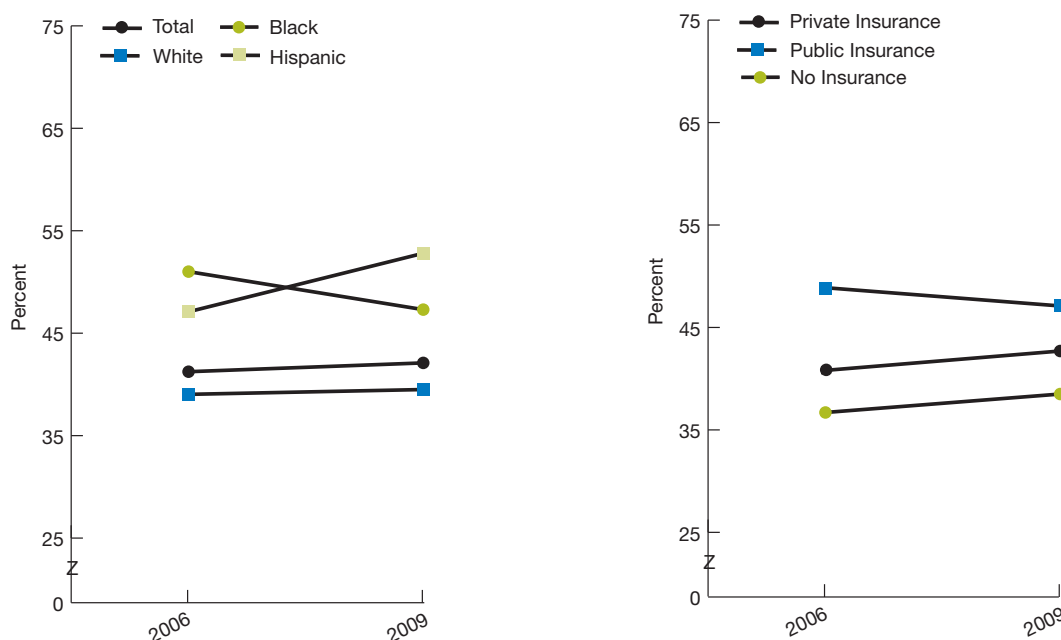 75
Total
Black
White
Hispanic
65
55
45
35
25
Z
0
Percent
2006
2009
75
Private Insurance
Public Insurance
No Insurance
65
55
45
35
25
Z
0
Percent
2006
2009